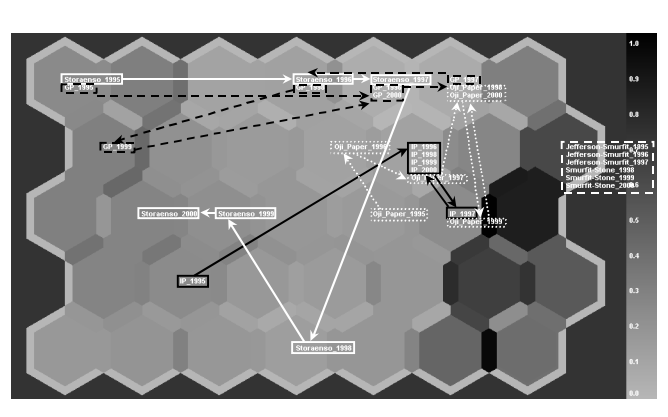 1.0
Storaenso_1995
Storaenso_1996
Storaenso_1997
GP_1997
0.9
GP_1995
GP_1996
GP_1998
Oji_Paper_1998
GP_2000
Oji_Paper_2000
0.8
GP_1999
Oji_Paper_1996
IP_1996
IP_1998
IP_1999
IP_2000
Oji_Paper_1997
Jefferson-Smurfit_1995
Jefferson-Smurfit_1996
Jefferson-Smurfit_1997
Smurfit-Stone_1998
Smurfit-Stone_1999
Smurfit-Stone_2000
0.6
Storaenso_2000
Storaenso_1999
Oji_Paper_1995
IP_1997
Oji_Paper_1999
0.5
0.4
IP_1995
0.3
0.2
Storaenso_1998
0.1
0.0